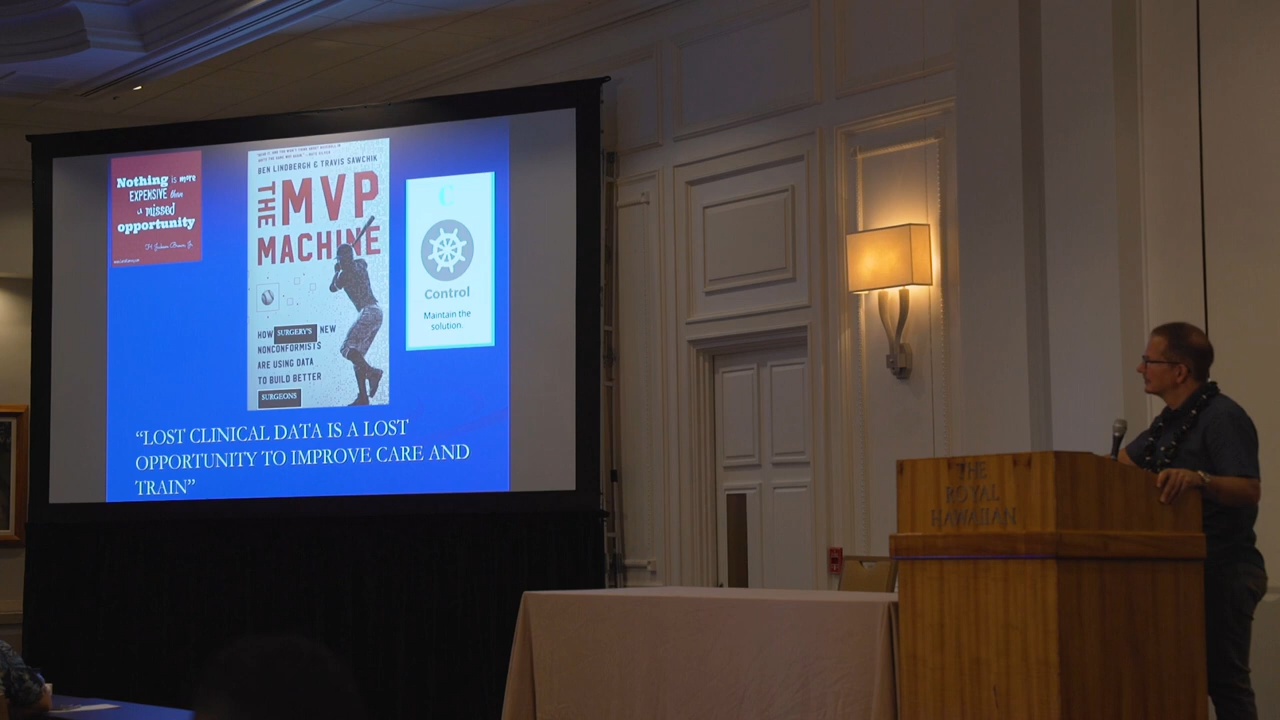 Nothing is more
EXPENSIVE than
a missed
opportunity
BEN LINDBERGH & TRAVIS SAWCHIK
THE MVP
MACHINE
HOW SURGERY'S NEW
NONCONFORMISTS
ARE USING DATA
TO BUILD BETTER
SURGEONS
C
Control
Maintain the
solution.
“LOST CLINICAL DATA IS A LOST
OPPORTUNITY TO IMPROVE CARE AND
TRAIN”
THE
ROYAL
HAWAIIAN